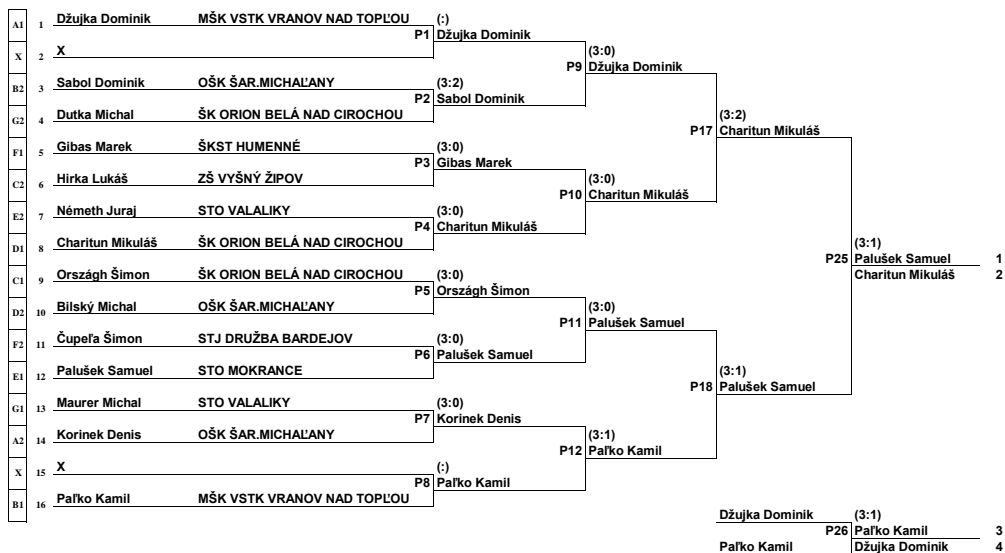 A1 1 Džujka Dominik MŠK VSTK VRANOV NAD TOPĽOU (:)
P1 Džujka Dominik
X 2 X (3:0)
P9 Džujka Dominik
B2 3 Sabol Dominik OŠK ŠAR.MICHAĽANY (3:2)
P2 Sabol Dominik
G2 4 Dutka Michal ŠK ORION BELÁ NAD CIROCHOU (3:2)
P17 Charitun Mikuláš
F1 5 Gibas Marek ŠKST HUMENNÉ (3:0)
P3 Gibas Marek
C2 6 Hirka Lukáš ZŠ VYŠNÝ ŽIPOV (3:0)
P10 Charitun Mikuláš
E2 7 Németh Juraj STO VALALIKY (3:0)
P4 Charitun Mikuláš
D1 8 Charitun Mikuláš ŠK ORION BELÁ NAD CIROCHOU (3:1)
P25 Palušek Samuel 1
C1 9 Országh Šimon ŠK ORION BELÁ NAD CIROCHOU (3:0) Charitun Mikuláš 2
P5 Országh Šimon
D2 10 Bilský Michal OŠK ŠAR.MICHAĽANY (3:0)
P11 Palušek Samuel
F2 11 Čupeľa Šimon STJ DRUŽBA BARDEJOV (3:0)
P6 Palušek Samuel
E1 12 Palušek Samuel STO MOKRANCE (3:1)
P18 Palušek Samuel
G1 13 Maurer Michal STO VALALIKY (3:0)
P7 Korinek Denis
A2 14 Korinek Denis OŠK ŠAR.MICHAĽANY (3:1)
P12 Paľko Kamil
X 15 X (:)
P8 Paľko Kamil
B1 16 Paľko Kamil MŠK VSTK VRANOV NAD TOPĽOU
Džujka Dominik (3:1)
P26 Paľko Kamil 3
Paľko Kamil Džujka Dominik 4